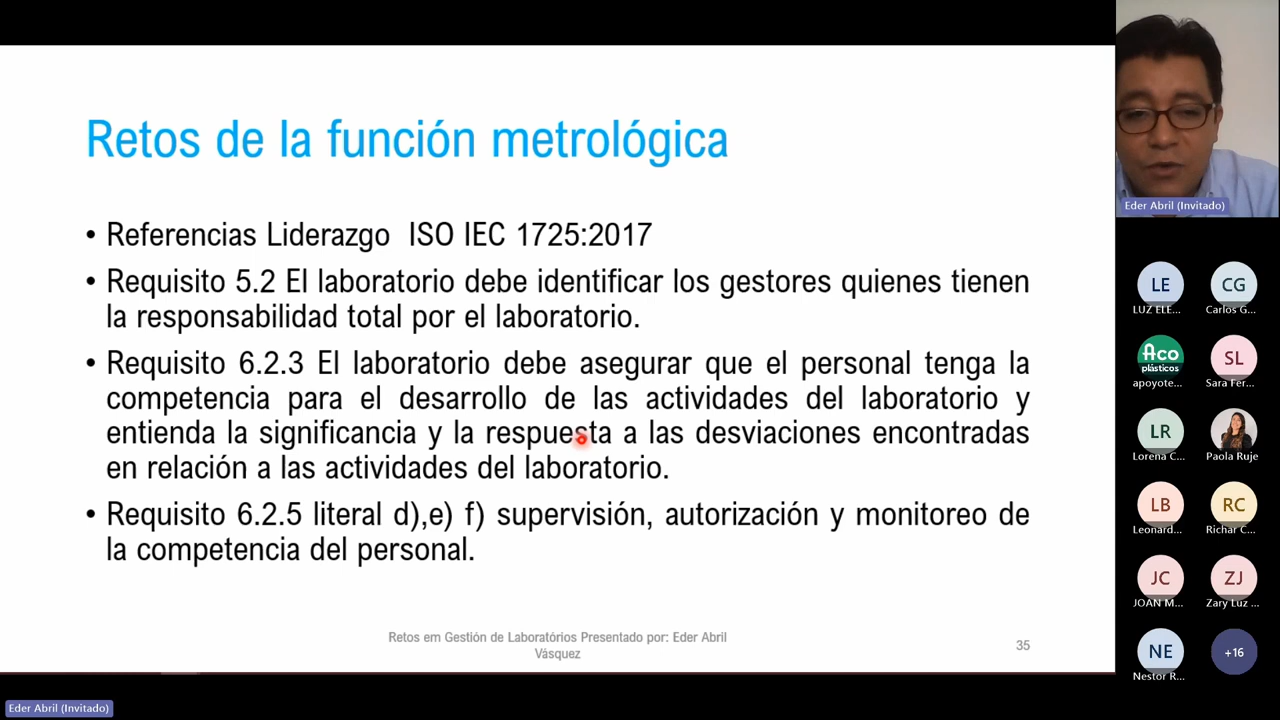 Retos de la función metrológica
• Referencias Liderazgo ISO IEC 1725:2017
• Requisito 5.2 El laboratorio debe identificar los gestores quienes tienen
la responsabilidad total por el laboratorio.
• Requisito 6.2.3 El laboratorio debe asegurar que el personal tenga la
competencia para el desarrollo de las actividades del laboratorio y
entienda la significancia y la respuesta a las desviaciones encontradas
en relación a las actividades del laboratorio.
• Requisito 6.2.5 literal d),e) f) supervisión, autorización y monitoreo de
la competencia del personal.
Retos em Gestión de Laboratórios Presentado por: Eder Abril
Vásquez
35
Eder Abril (Invitado)
LE
CG
LUZ ELE...
Carlos G...
Aco
plásticos
SL
apoyote...
Sara Fer...
LR
Lorena C...
Paola Ruje
LB
RC
Leonard...
Richar C...
JC
ZJ
JOAN M...
Zary Luz ...
NE
+16
Nestor R...
Eder Abril (Invitado)